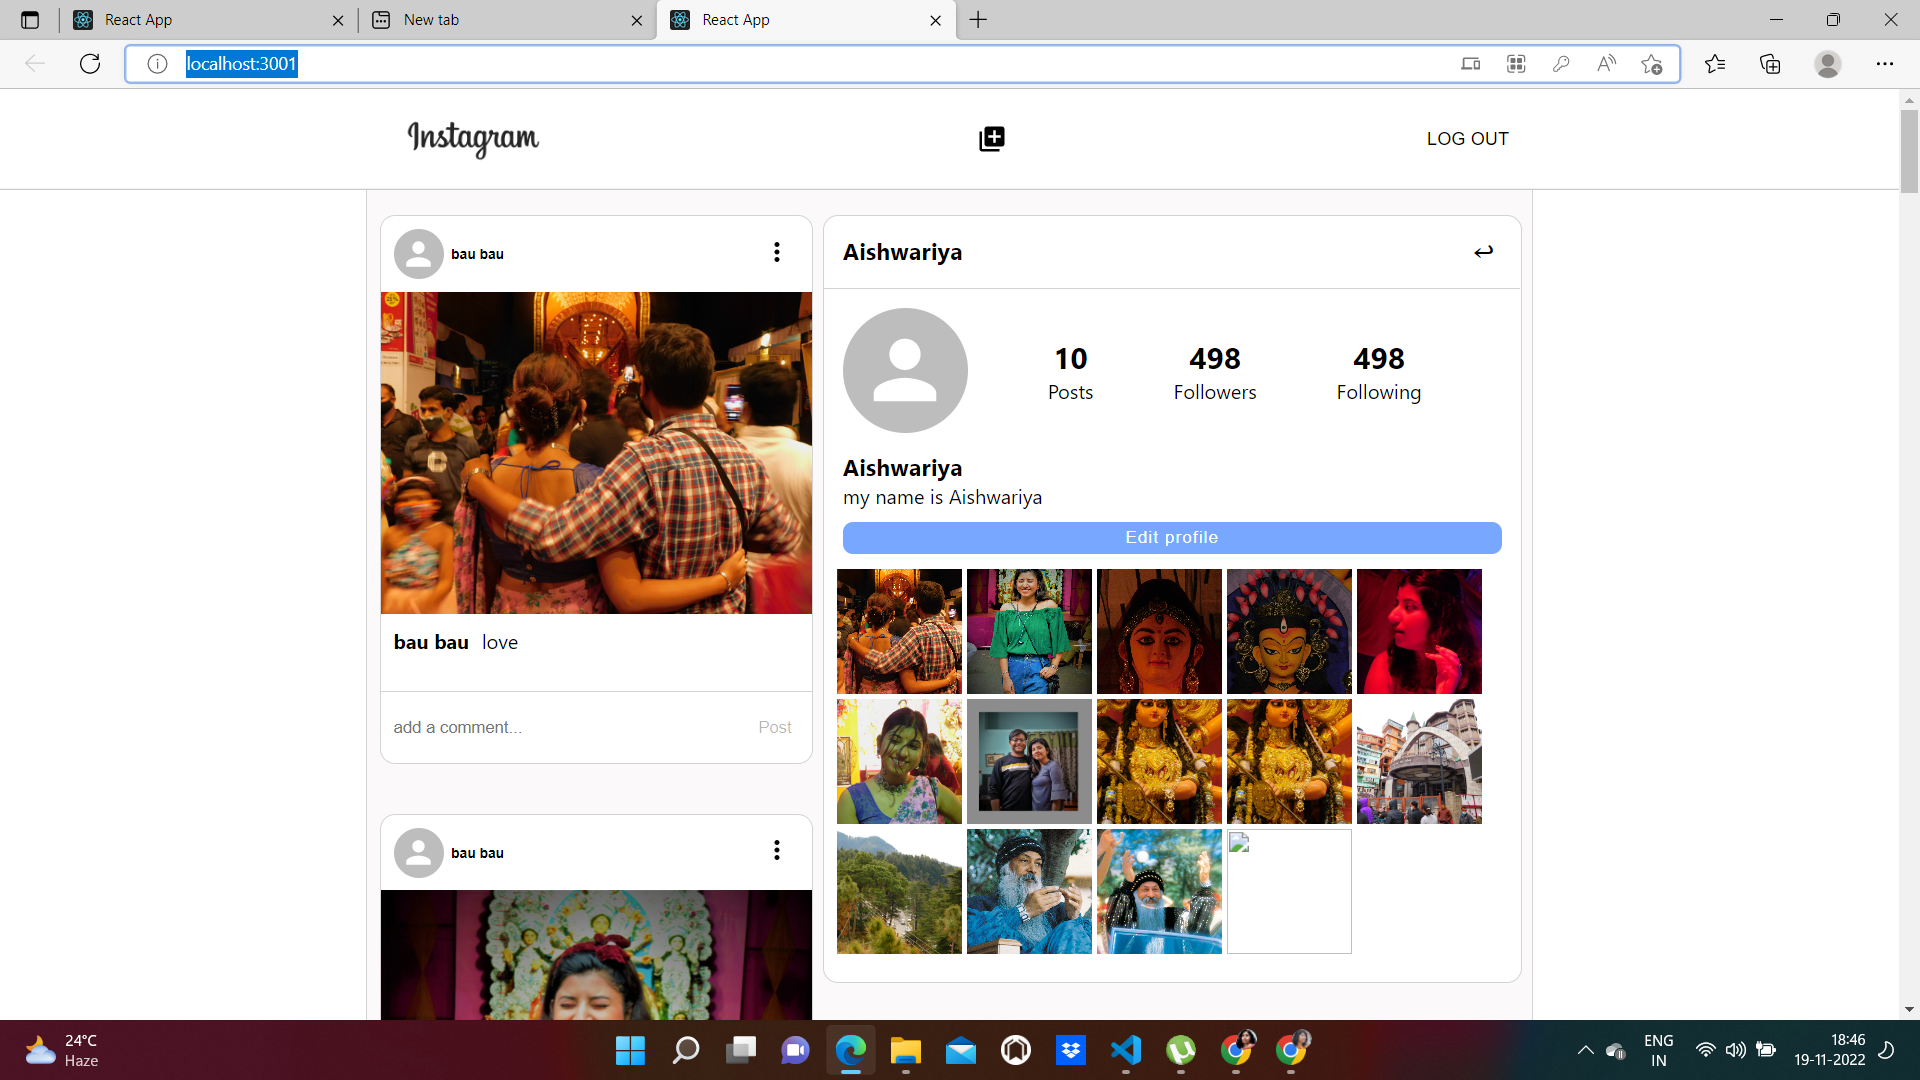 React App
New tab
React App
localhost:3001
Instagram
LOG OUT
bau bau
bau bau love
add a comment...
Post
bau bau
Aishwariya
10
Posts
498
Followers
498
Following
Aishwariya
my name is Aishwariya
Edit profile
24°C
Haze
ENG
IN
18:46
19-11-2022